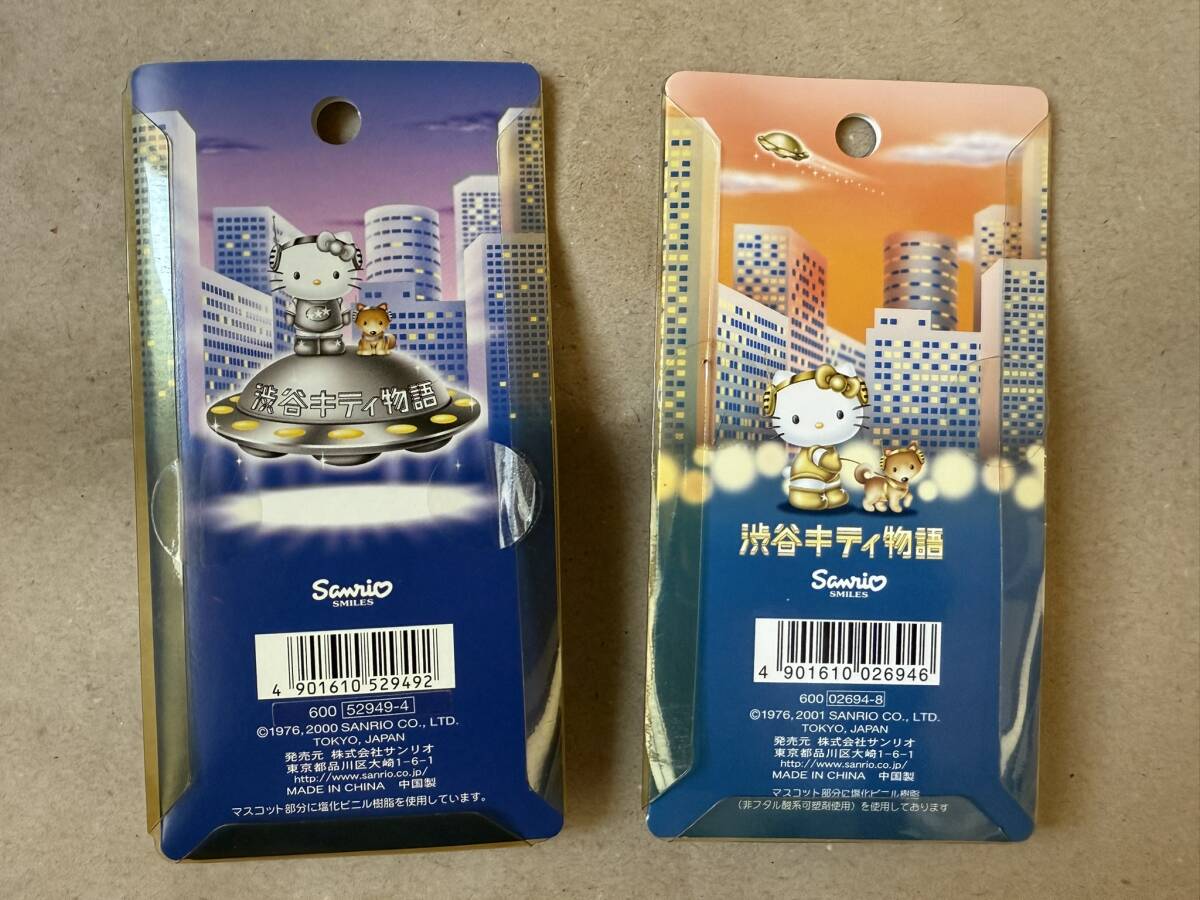 渋谷キティ物語
Sanrio
SMILES
4 901610 529492
600 52949-4
©1976, 2000 SANRIO CO., LTD.
TOKYO, JAPAN
発売元 株式会社サンリオ
東京都品川区大崎1-6-1
http://www.sanrio.co.jp/
MADE IN CHINA 中国製
マスコット部分に塩化ビニル樹脂を使用しています。
渋谷キティ物語
Sanrio
SMILES
4 901610 026946
600 02694-8
©1976, 2001 SANRIO CO., LTD.
TOKYO, JAPAN
発売元 株式会社サンリオ
東京都品川区大崎1-6-1
http://www.sanrio.co.jp/
MADE IN CHINA 中国製
マスコット部分に塩化ビニル樹脂
(非フタル酸系可塑剤使用)を使用しております